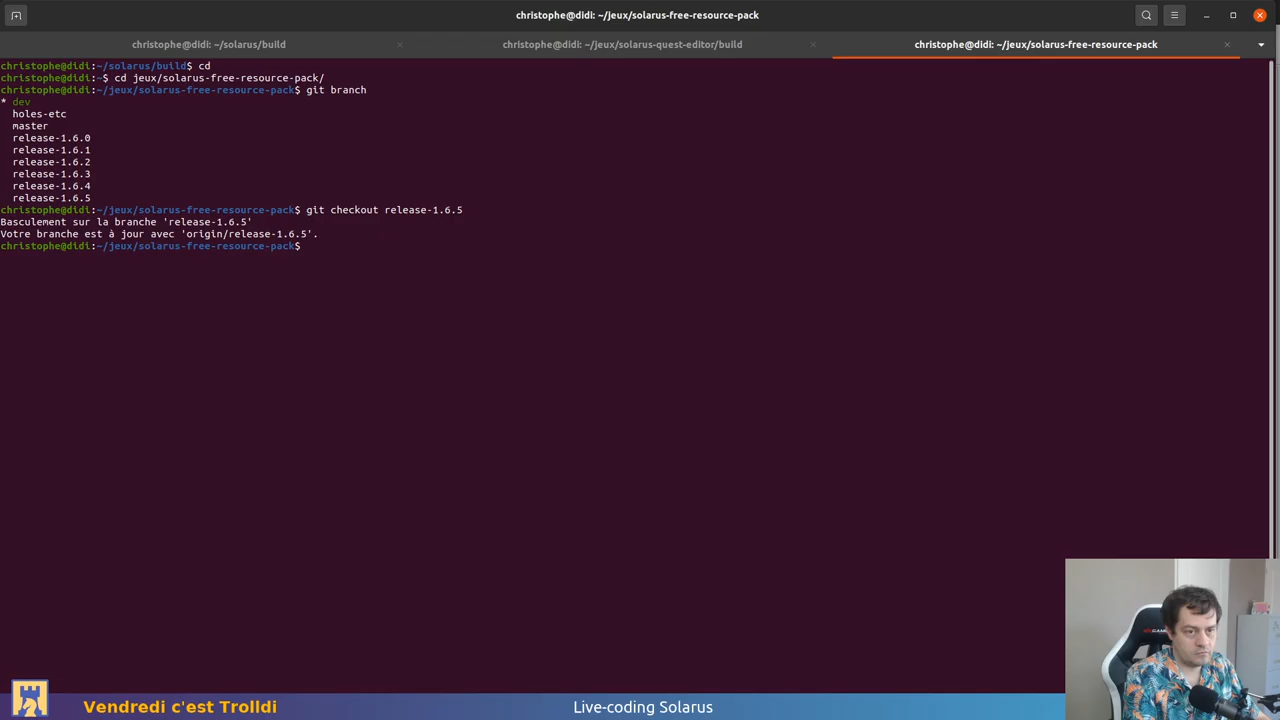 christophe@didi: ~/jeux/solarus-free-resource-pack
christophe@didi: ~/solarus/build
christophe@didi: ~/jeux/solarus-quest-editor/build
christophe@didi: ~/jeux/solarus-free-resource-pack
christophe@didi:~/solarus/build$ cd
christophe@didi:~$ cd jeux/solarus-free-resource-pack/
christophe@didi:~/jeux/solarus-free-resource-pack$ git branch
* dev
holes-etc
master
release-1.6.0
release-1.6.1
release-1.6.2
release-1.6.3
release-1.6.4
release-1.6.5
christophe@didi:~/jeux/solarus-free-resource-pack$ git checkout release-1.6.5
Basculement sur la branche 'release-1.6.5'
Votre branche est à jour avec 'origin/release-1.6.5'.
christophe@didi:~/jeux/solarus-free-resource-pack$
Vendredi c'est Trolldi
Live-coding Solarus